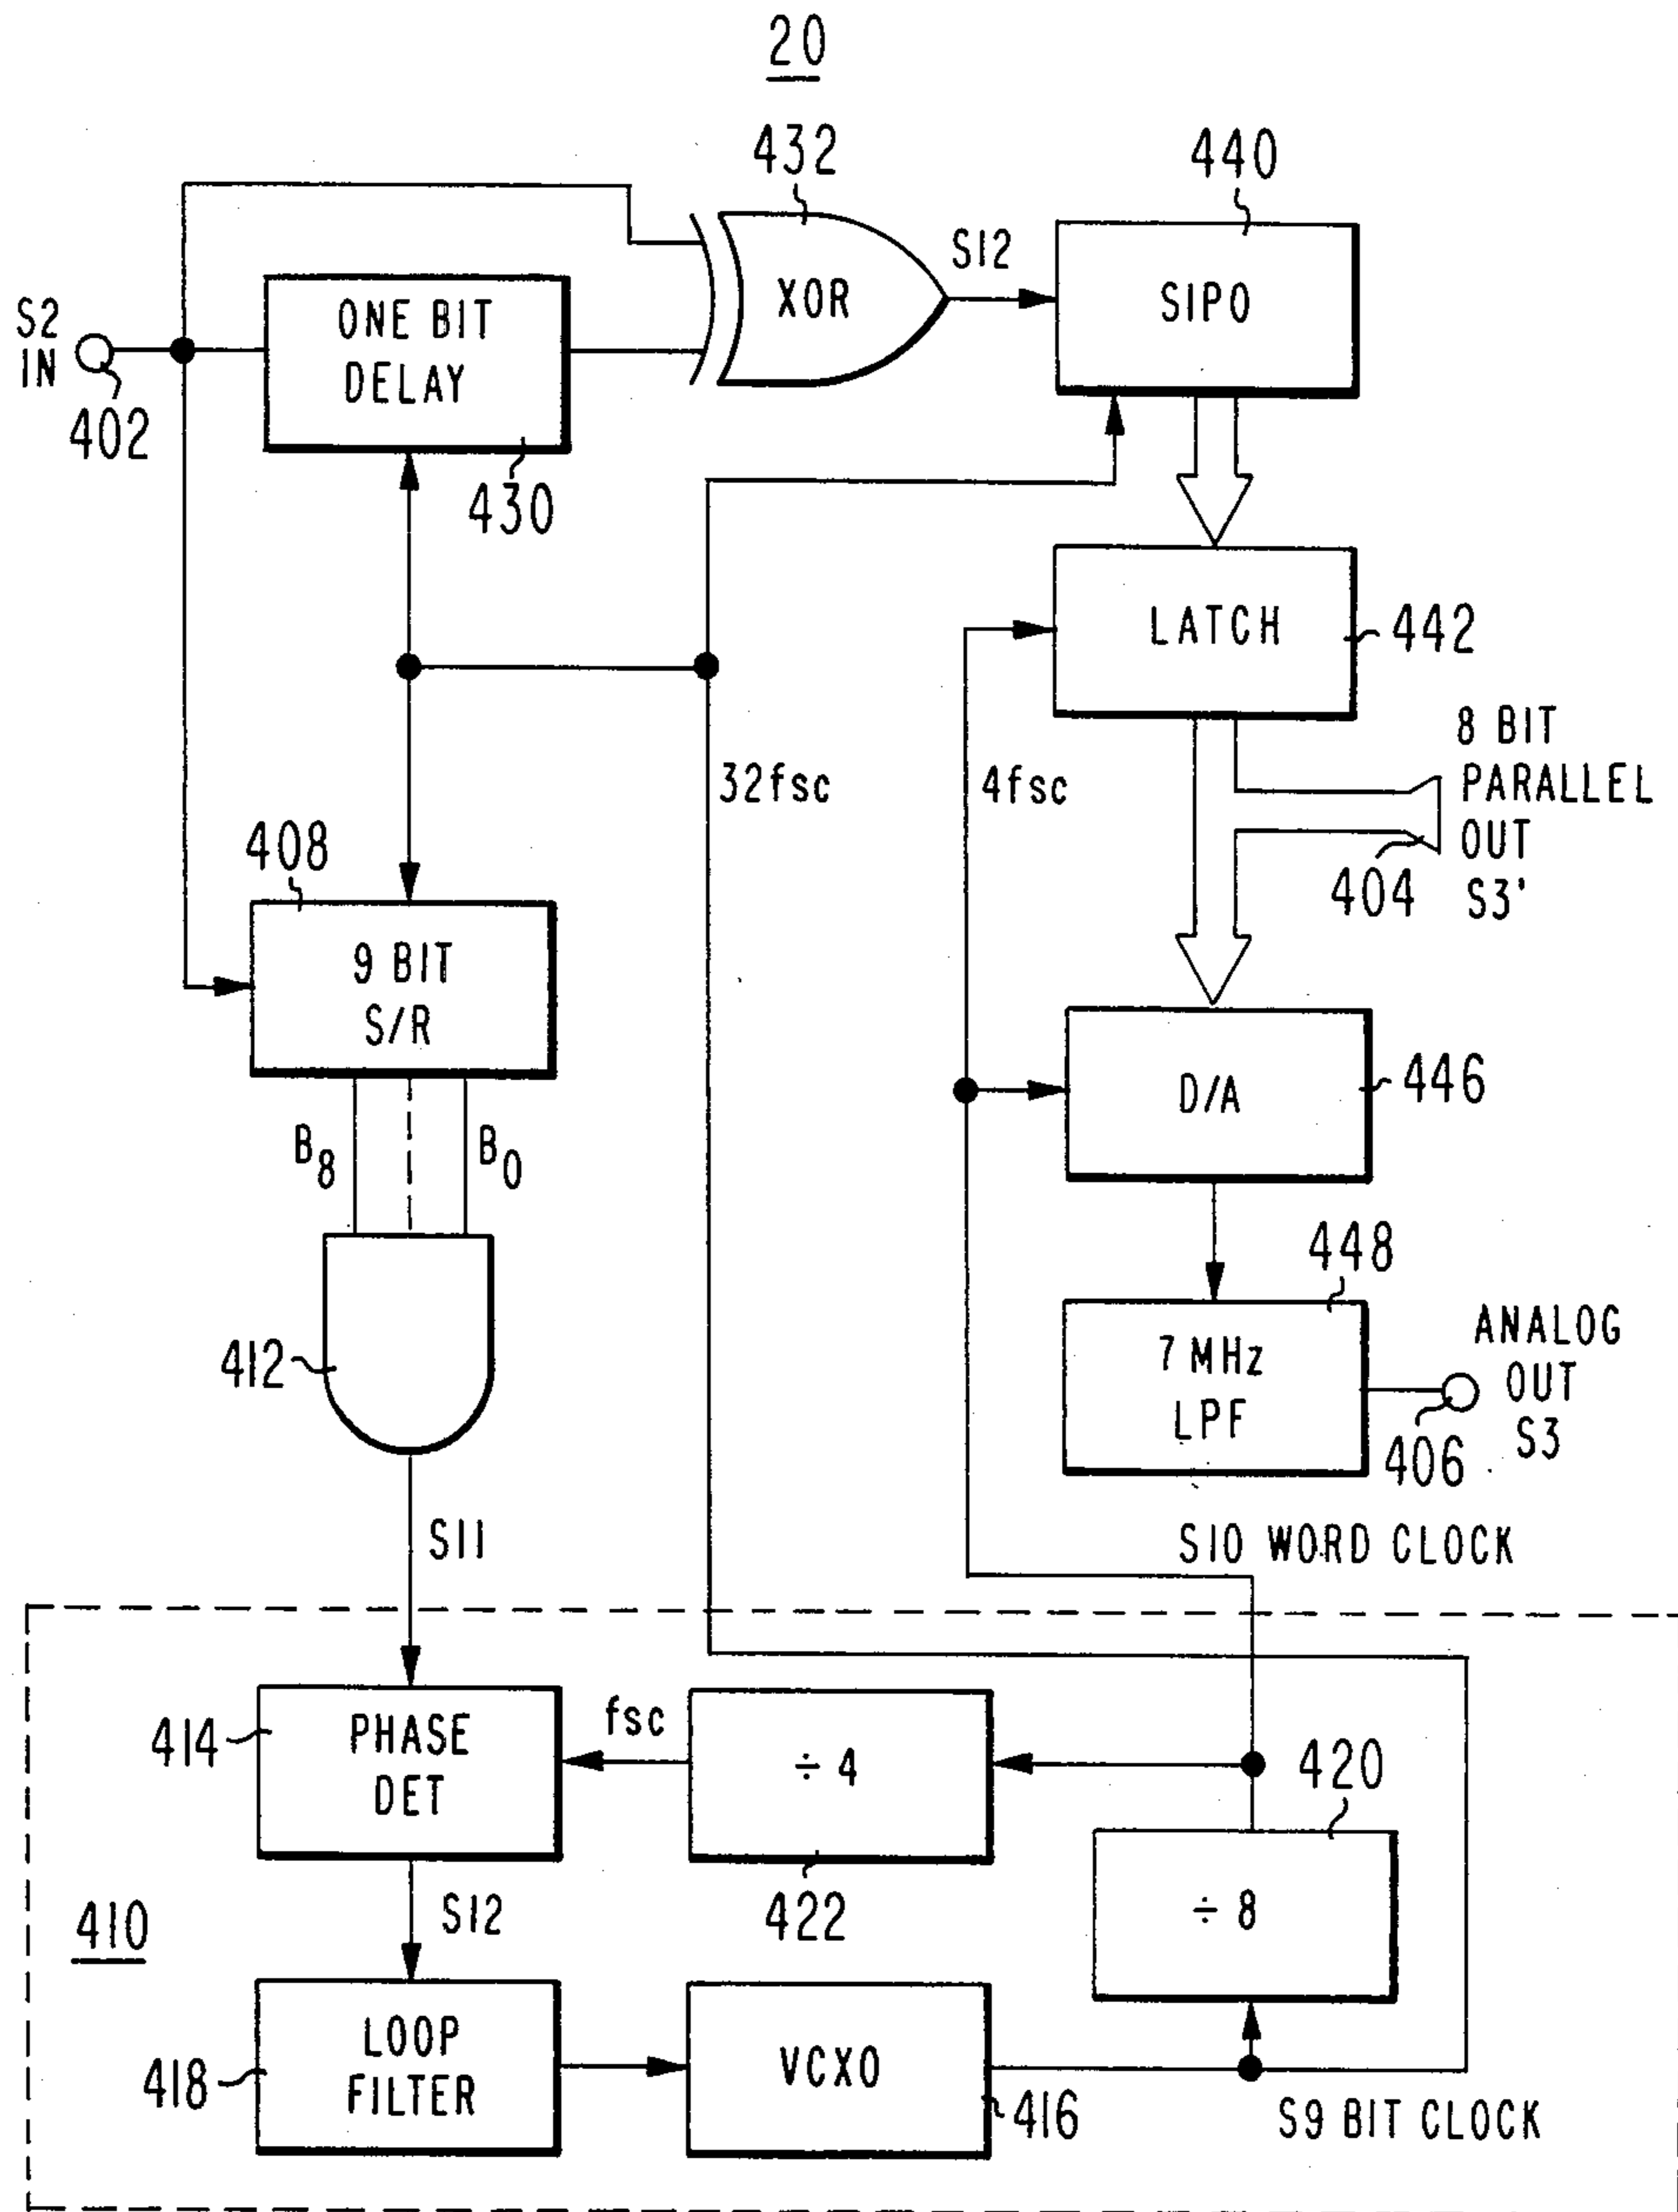 20
432
440
S12
XOR
SIPO
S2
IN
402
ONE BIT
DELAY
430
LATCH
442
32fsc
4fsc
8 BIT
PARALLEL
OUT
S3'
404
408
9 BIT
S/R
D/A
446
B8
B0
448
412
7 MHz
LPF
ANALOG
OUT
S3
406
S11
S10 WORD CLOCK
414
PHASE
DET
fsc
÷ 4
422
420
÷ 8
410
S12
LOOP
FILTER
418
VCXO
416
S9 BIT CLOCK